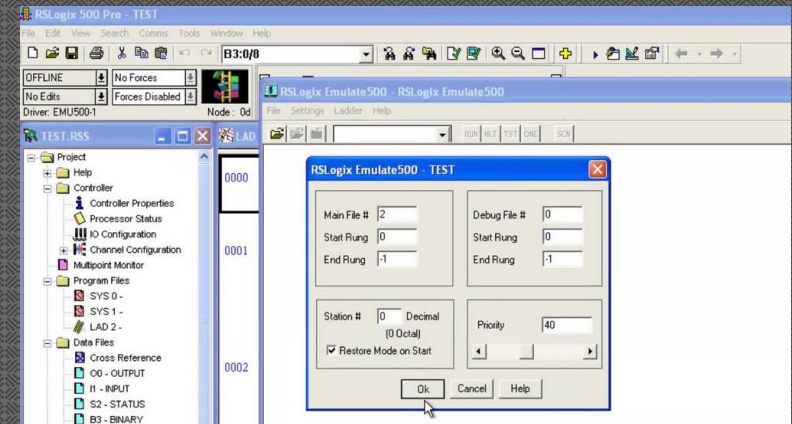 RSLogix 500 Pro - TEST
File Edit View Search Comms Tools Window Help
B3:0/8
OFFLINE
No Forces
No Edits
Forces Disabled
Driver: EMU500-1
Node: 0d
TEST.RSS
LAD
Project
Help
Controller
Controller Properties
Processor Status
IO Configuration
Channel Configuration
Multipoint Monitor
Program Files
SYS 0 -
SYS 1 -
LAD 2 -
Data Files
Cross Reference
O0 - OUTPUT
I1 - INPUT
S2 - STATUS
B3 - BINARY
0000
0001
0002
RSLogix Emulate500 - RSLogix Emulate500
File Settings Ladder Help
RUN HLT TST ONE SCN
RSLogix Emulate500 - TEST
Main File # 2
Start Rung 0
End Rung -1
Debug File # 0
Start Rung 0
End Rung -1
Station # 0 Decimal
(0 Octal)
Restore Mode on Start
Priority 40
Ok Cancel Help